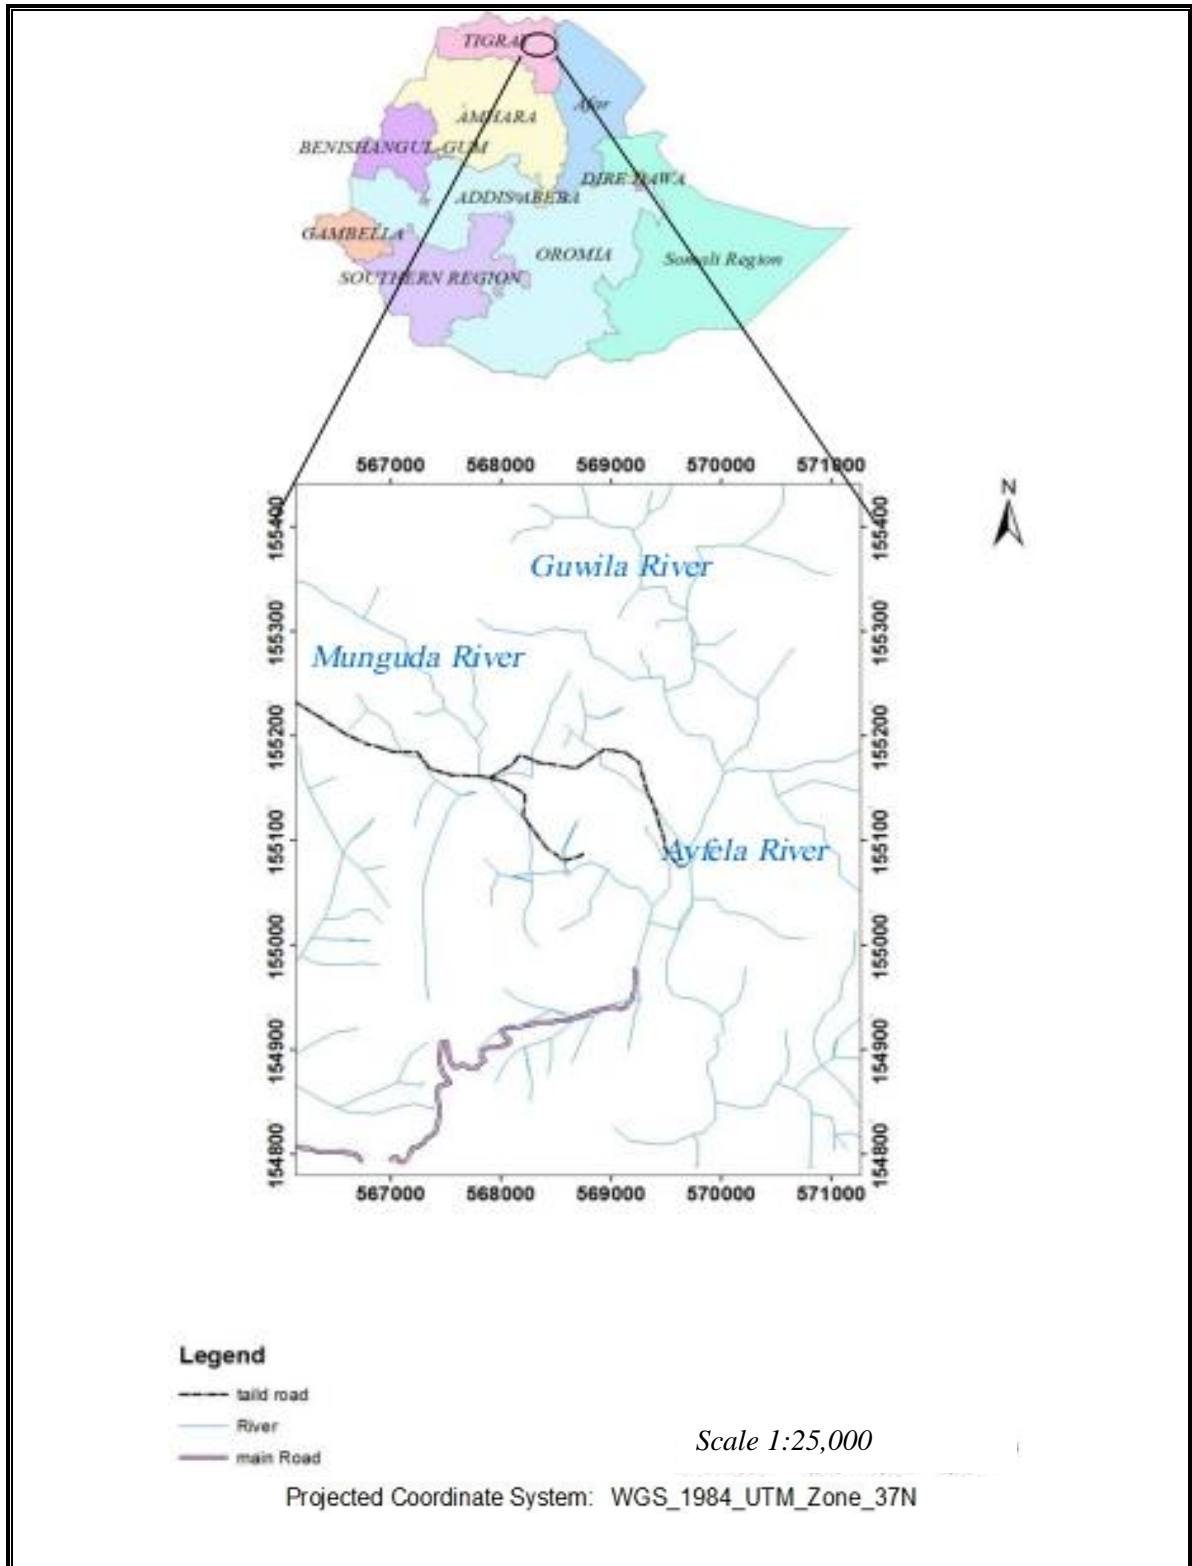 TIGRAY
AMHARA
Afar
BENISHANGUL-GUM
DIRE DAWA
ADDIS ABEBA
GAMBELLA
OROMIA
Somali Region
SOUTHERN REGION
567000 568000 569000 570000 571000
N
155400 155400
Guwila River
155300 155300
Munguda River
155200 155200
155100 155100
Ayfela River
155000 155000
154900 154900
154800 154800
567000 568000 569000 570000 571000
Legend
taild road
River
main Road
Scale 1:25,000
Projected Coordinate System: WGS_1984_UTM_Zone_37N